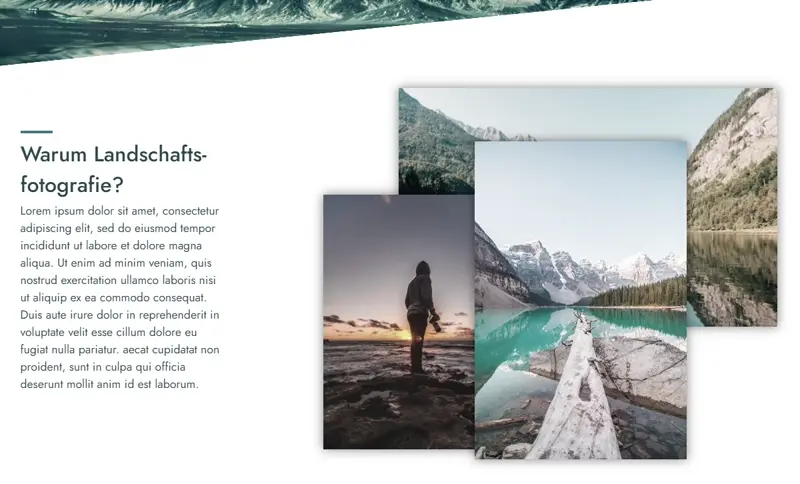 Warum Landschafts-
fotografie?
Lorem ipsum dolor sit amet, consectetur
adipiscing elit, sed do eiusmod tempor
incididunt ut labore et dolore magna
aliqua. Ut enim ad minim veniam, quis
nostrud exercitation ullamco laboris nisi
ut aliquip ex ea commodo consequat.
Duis aute irure dolor in reprehenderit in
voluptate velit esse cillum dolore eu
fugiat nulla pariatur. aecat cupidatat non
proident, sunt in culpa qui officia
deserunt mollit anim id est laborum.